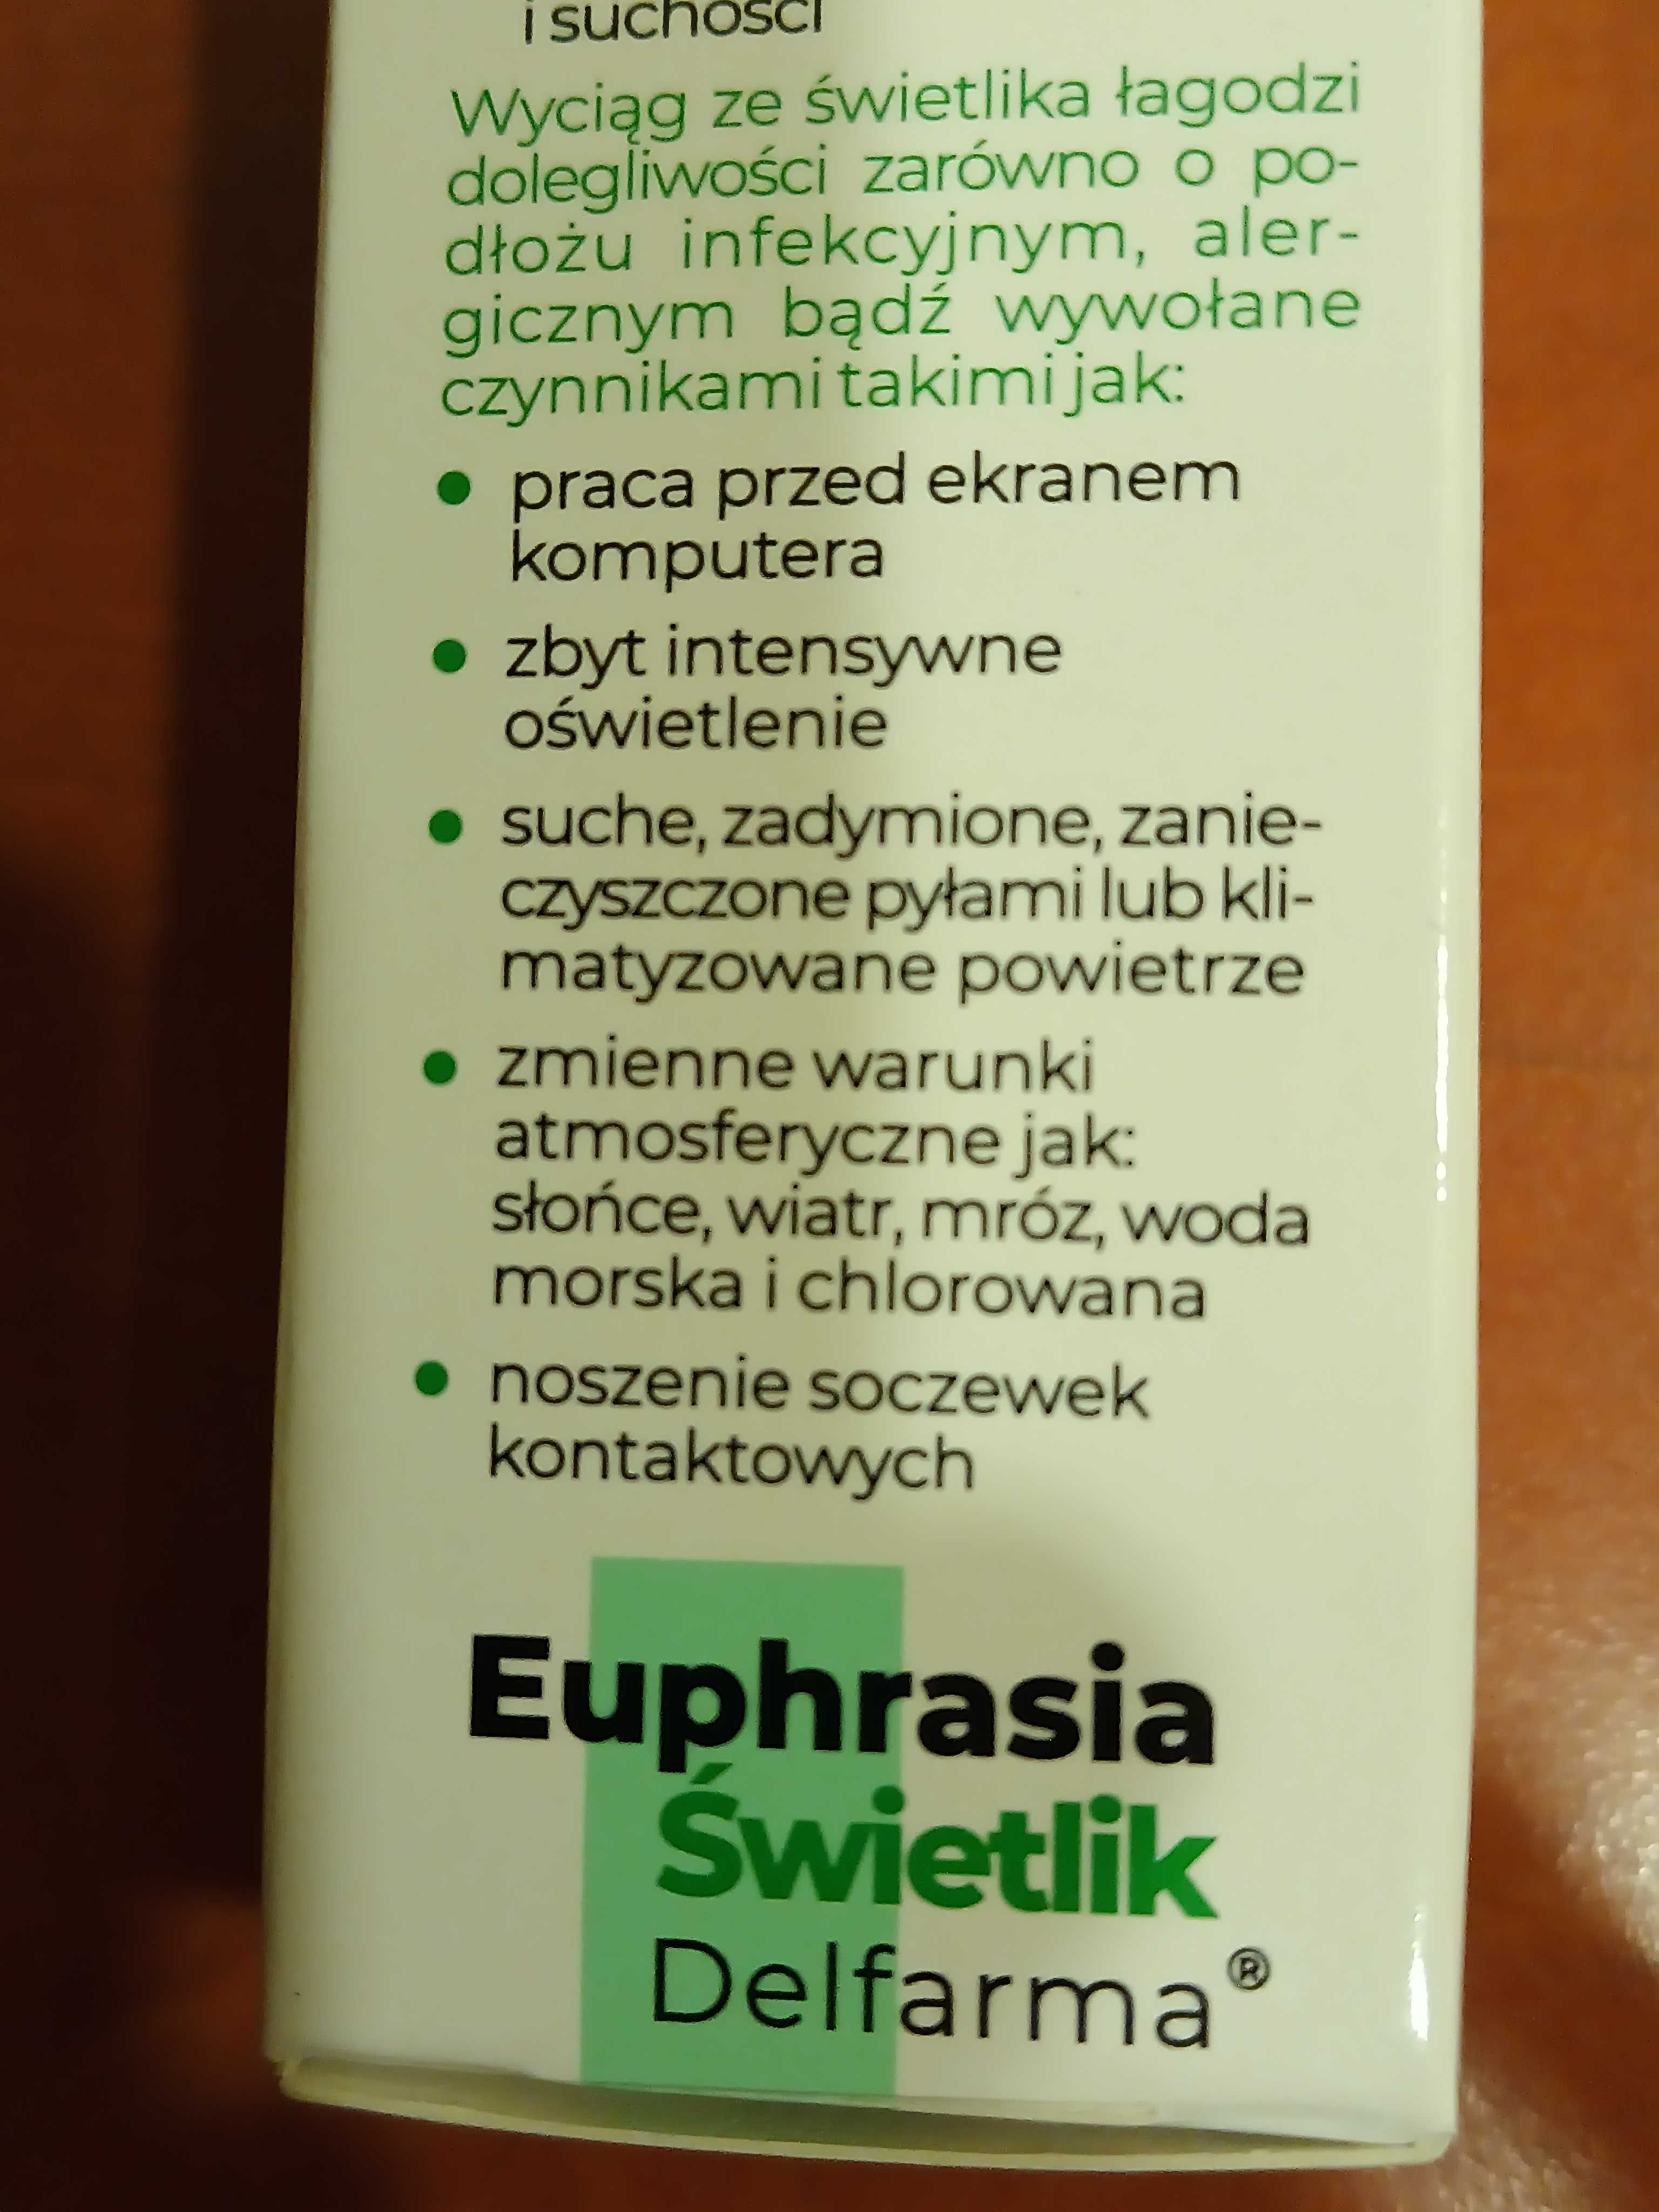 i suchości
Wyciąg ze świetlika łagodzi
dolegliwości zarówno o po-
dłożu infekcyjnym, aler-
gicznym bądź wywołane
czynnikami takimi jak:
• praca przed ekranem
komputera
• zbyt intensywne
oświetlenie
• suche, zadymione, zanie-
czyszczone pyłami lub kli-
matyzowane powietrze
• zmienne warunki
atmosferyczne jak:
słońce, wiatr, mróz, woda
morska i chlorowana
• noszenie soczewek
kontaktowych
Euphrasia
Świetlik
Delfarma®